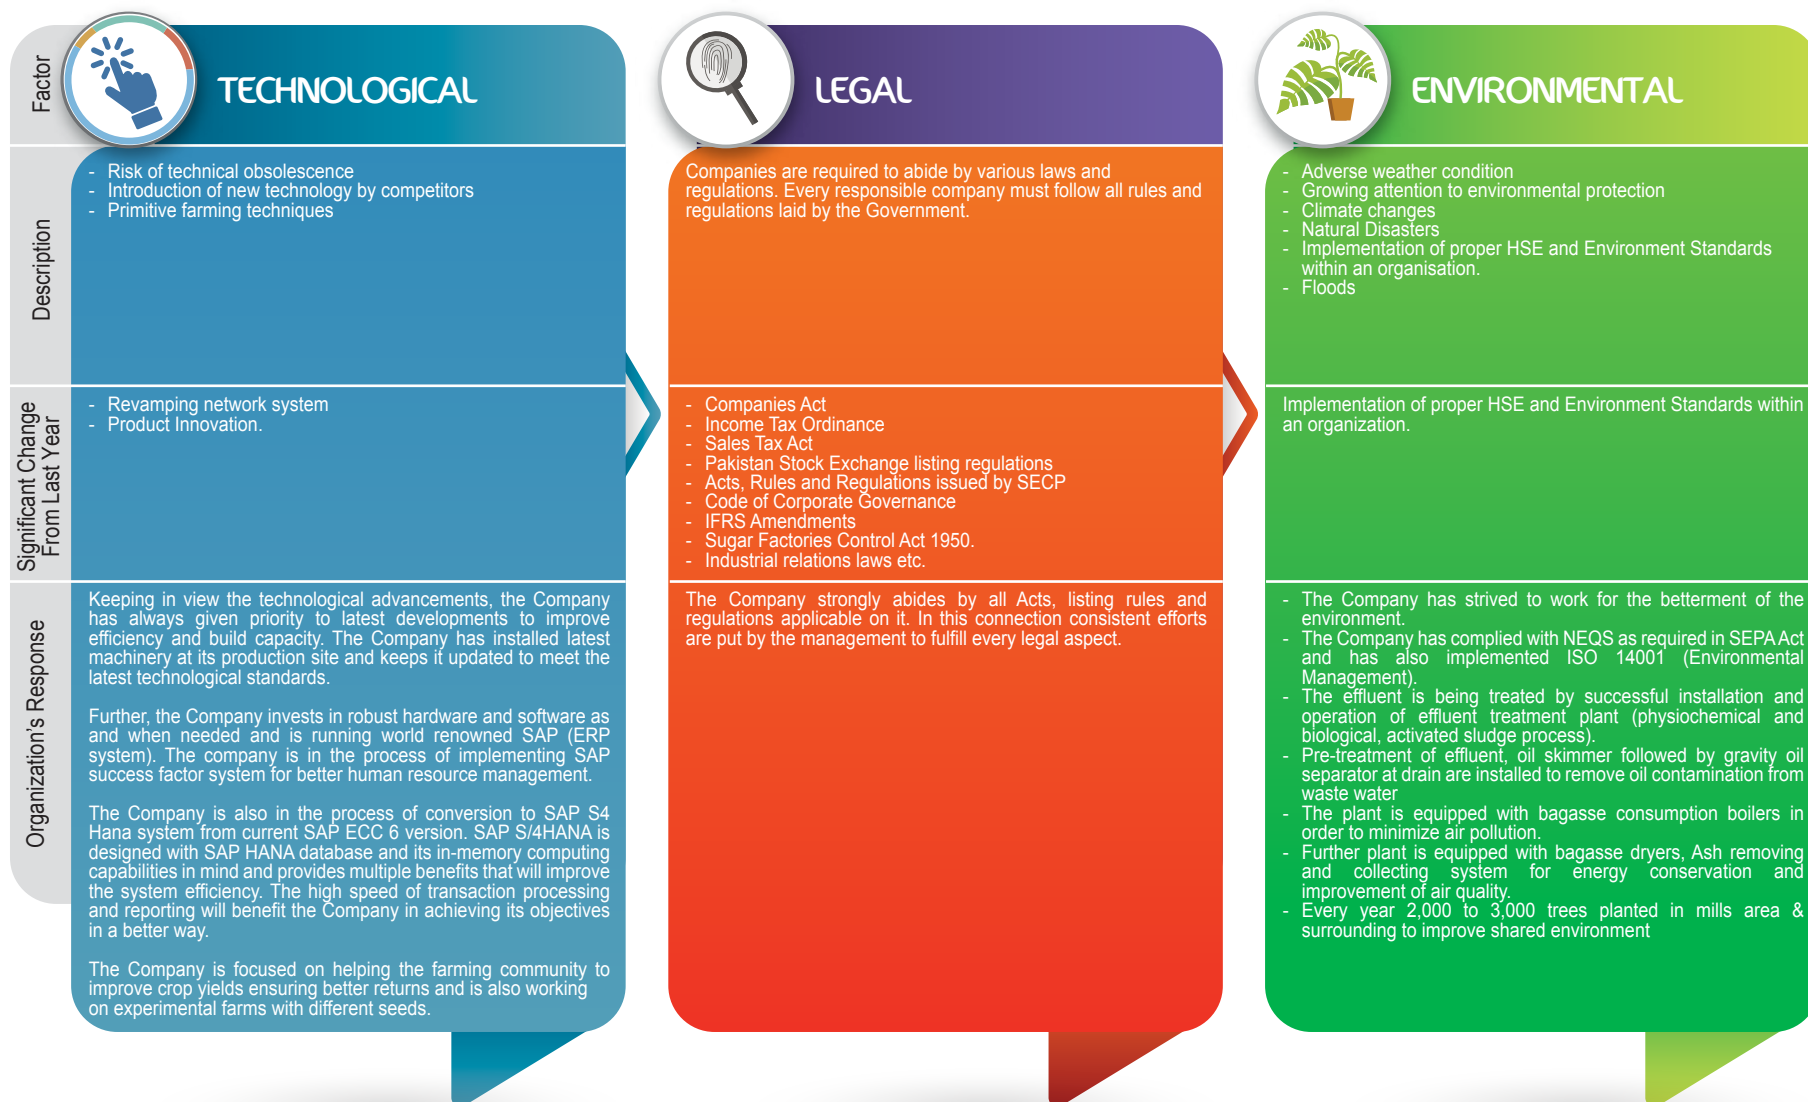 Factor
TECHNOLOGICAL
LEGAL
ENVIRONMENTAL
Description
- Risk of technical obsolescence
- Introduction of new technology by competitors
- Primitive farming techniques
Companies are required to abide by various laws and
regulations. Every responsible company must follow all rules and
regulations laid by the Government.
- Adverse weather condition
- Growing attention to environmental protection
- Climate changes
- Natural Disasters
- Implementation of proper HSE and Environment Standards
within an organisation.
- Floods
Significant Change
From Last Year
- Revamping network system
- Product Innovation.
- Companies Act
- Income Tax Ordinance
- Sales Tax Act
- Pakistan Stock Exchange listing regulations
- Acts, Rules and Regulations issued by SECP
- Code of Corporate Governance
- IFRS Amendments
- Sugar Factories Control Act 1950.
- Industrial relations laws etc.
Implementation of proper HSE and Environment Standards within
an organization.
Organization's Response
Keeping in view the technological advancements, the Company
has always given priority to latest developments to improve
efficiency and build capacity. The Company has installed latest
machinery at its production site and keeps it updated to meet the
latest technological standards.
Further, the Company invests in robust hardware and software as
and when needed and is running world renowned SAP (ERP
system). The company is in the process of implementing SAP
success factor system for better human resource management.
The Company is also in the process of conversion to SAP S4
Hana system from current SAP ECC 6 version. SAP S/4HANA is
designed with SAP HANA database and its in-memory computing
capabilities in mind and provides multiple benefits that will improve
the system efficiency. The high speed of transaction processing
and reporting will benefit the Company in achieving its objectives
in a better way.
The Company is focused on helping the farming community to
improve crop yields ensuring better returns and is also working
on experimental farms with different seeds.
The Company strongly abides by all Acts, listing rules and
regulations applicable on it. In this connection consistent efforts
are put by the management to fulfill every legal aspect.
- The Company has strived to work for the betterment of the
environment.
- The Company has complied with NEQS as required in SEPA Act
and has also implemented ISO 14001 (Environmental
Management).
- The effluent is being treated by successful installation and
operation of effluent treatment plant (physiochemical and
biological, activated sludge process).
- Pre-treatment of effluent, oil skimmer followed by gravity oil
separator at drain are installed to remove oil contamination from
waste water
- The plant is equipped with bagasse consumption boilers in
order to minimize air pollution.
- Further plant is equipped with bagasse dryers, Ash removing
and collecting system for energy conservation and
improvement of air quality.
- Every year 2,000 to 3,000 trees planted in mills area &
surrounding to improve shared environment